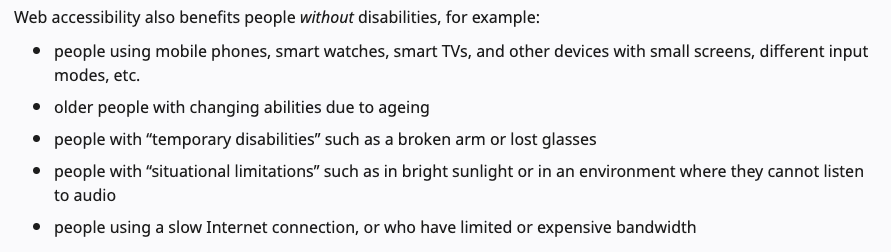 Web accessibility also benefits people without disabilities, for example:
• people using mobile phones, smart watches, smart TVs, and other devices with small screens, different input
modes, etc.
• older people with changing abilities due to ageing
• people with “temporary disabilities” such as a broken arm or lost glasses
• people with “situational limitations” such as in bright sunlight or in an environment where they cannot listen
to audio
• people using a slow Internet connection, or who have limited or expensive bandwidth